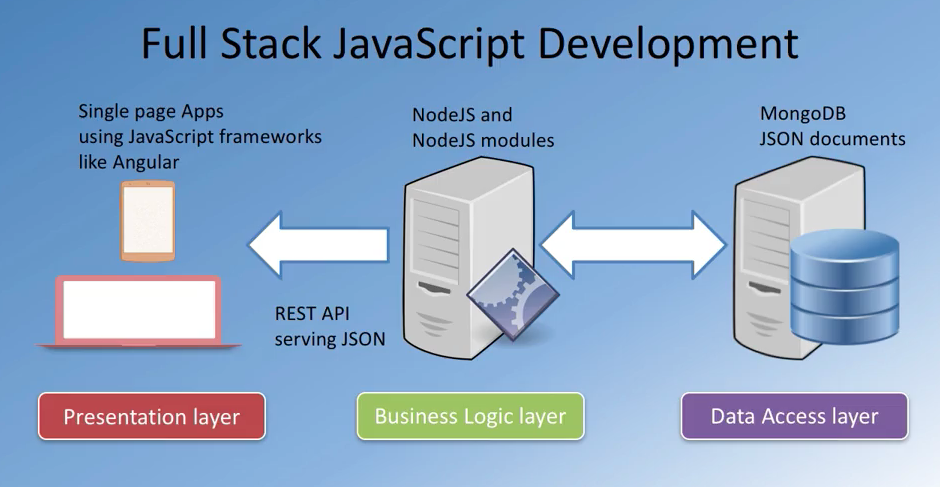 Full Stack JavaScript Development
Single page Apps
using JavaScript frameworks
like Angular
NodeJS and
NodeJS modules
MongoDB
JSON documents
REST API
serving JSON
Presentation layer
Business Logic layer
Data Access layer